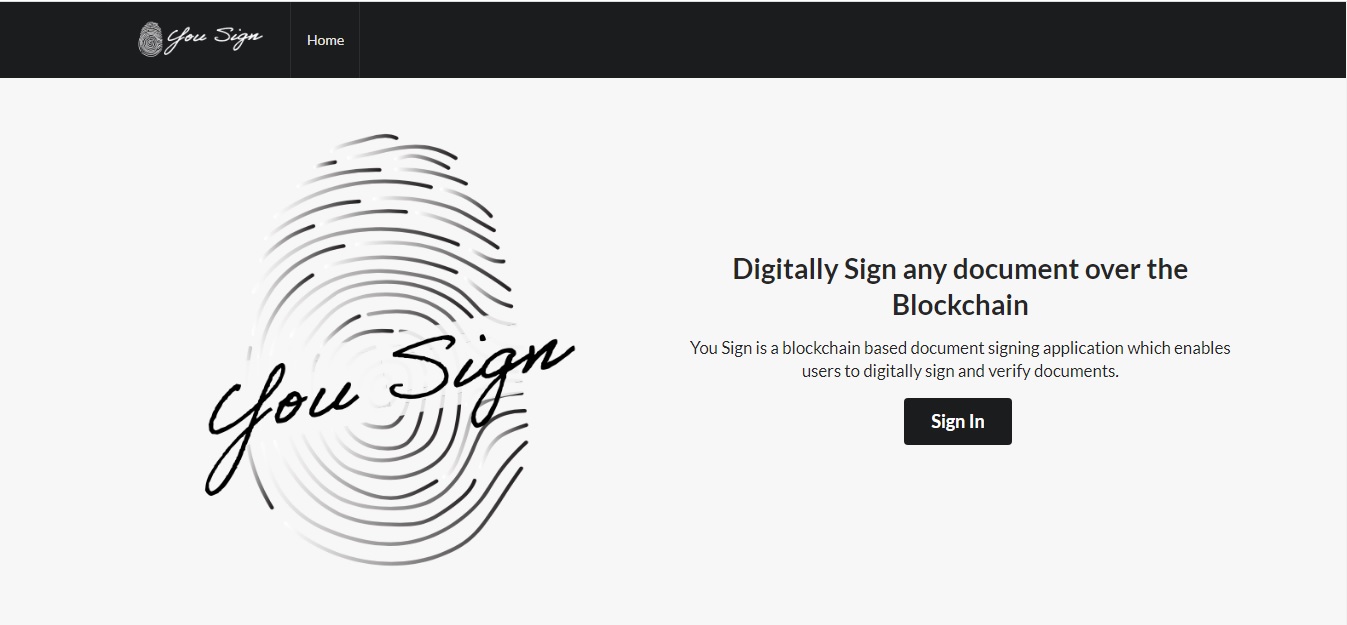 You Sign
Home
You Sign
Digitally Sign any document over the
Blockchain
You Sign is a blockchain based document signing application which enables
users to digitally sign and verify documents.
Sign In